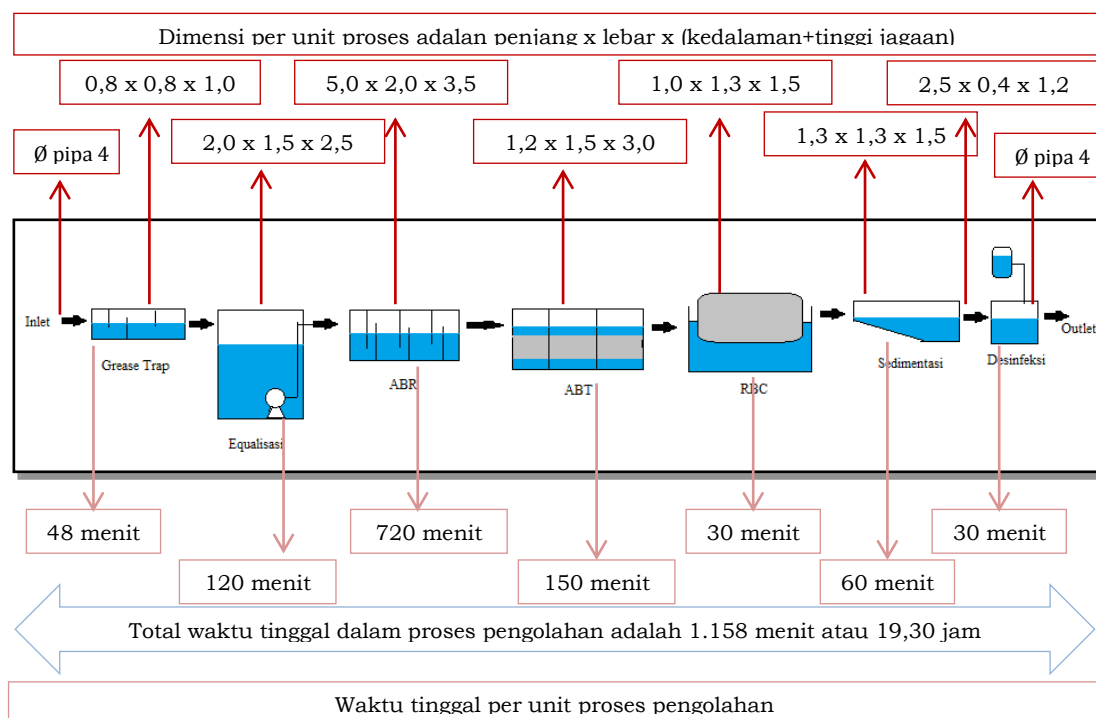 Dimensi per unit proses adalan penjang x lebar x (kedalaman+tinggi jagaan)
0,8 x 0,8 x 1,0
5,0 x 2,0 x 3,5
1,0 x 1,3 x 1,5
2,5 x 0,4 x 1,2
Ø pipa 4
2,0 x 1,5 x 2,5
1,2 x 1,5 x 3,0
1,3 x 1,3 x 1,5
Ø pipa 4
Inlet
Grease Trap
Equalisasi
ABR
ABT
RBC
Sedimentasi
Desinfeksi
Outlet
48 menit
720 menit
30 menit
30 menit
120 menit
150 menit
60 menit
Total waktu tinggal dalam proses pengolahan adalah 1.158 menit atau 19,30 jam
Waktu tinggal per unit proses pengolahan